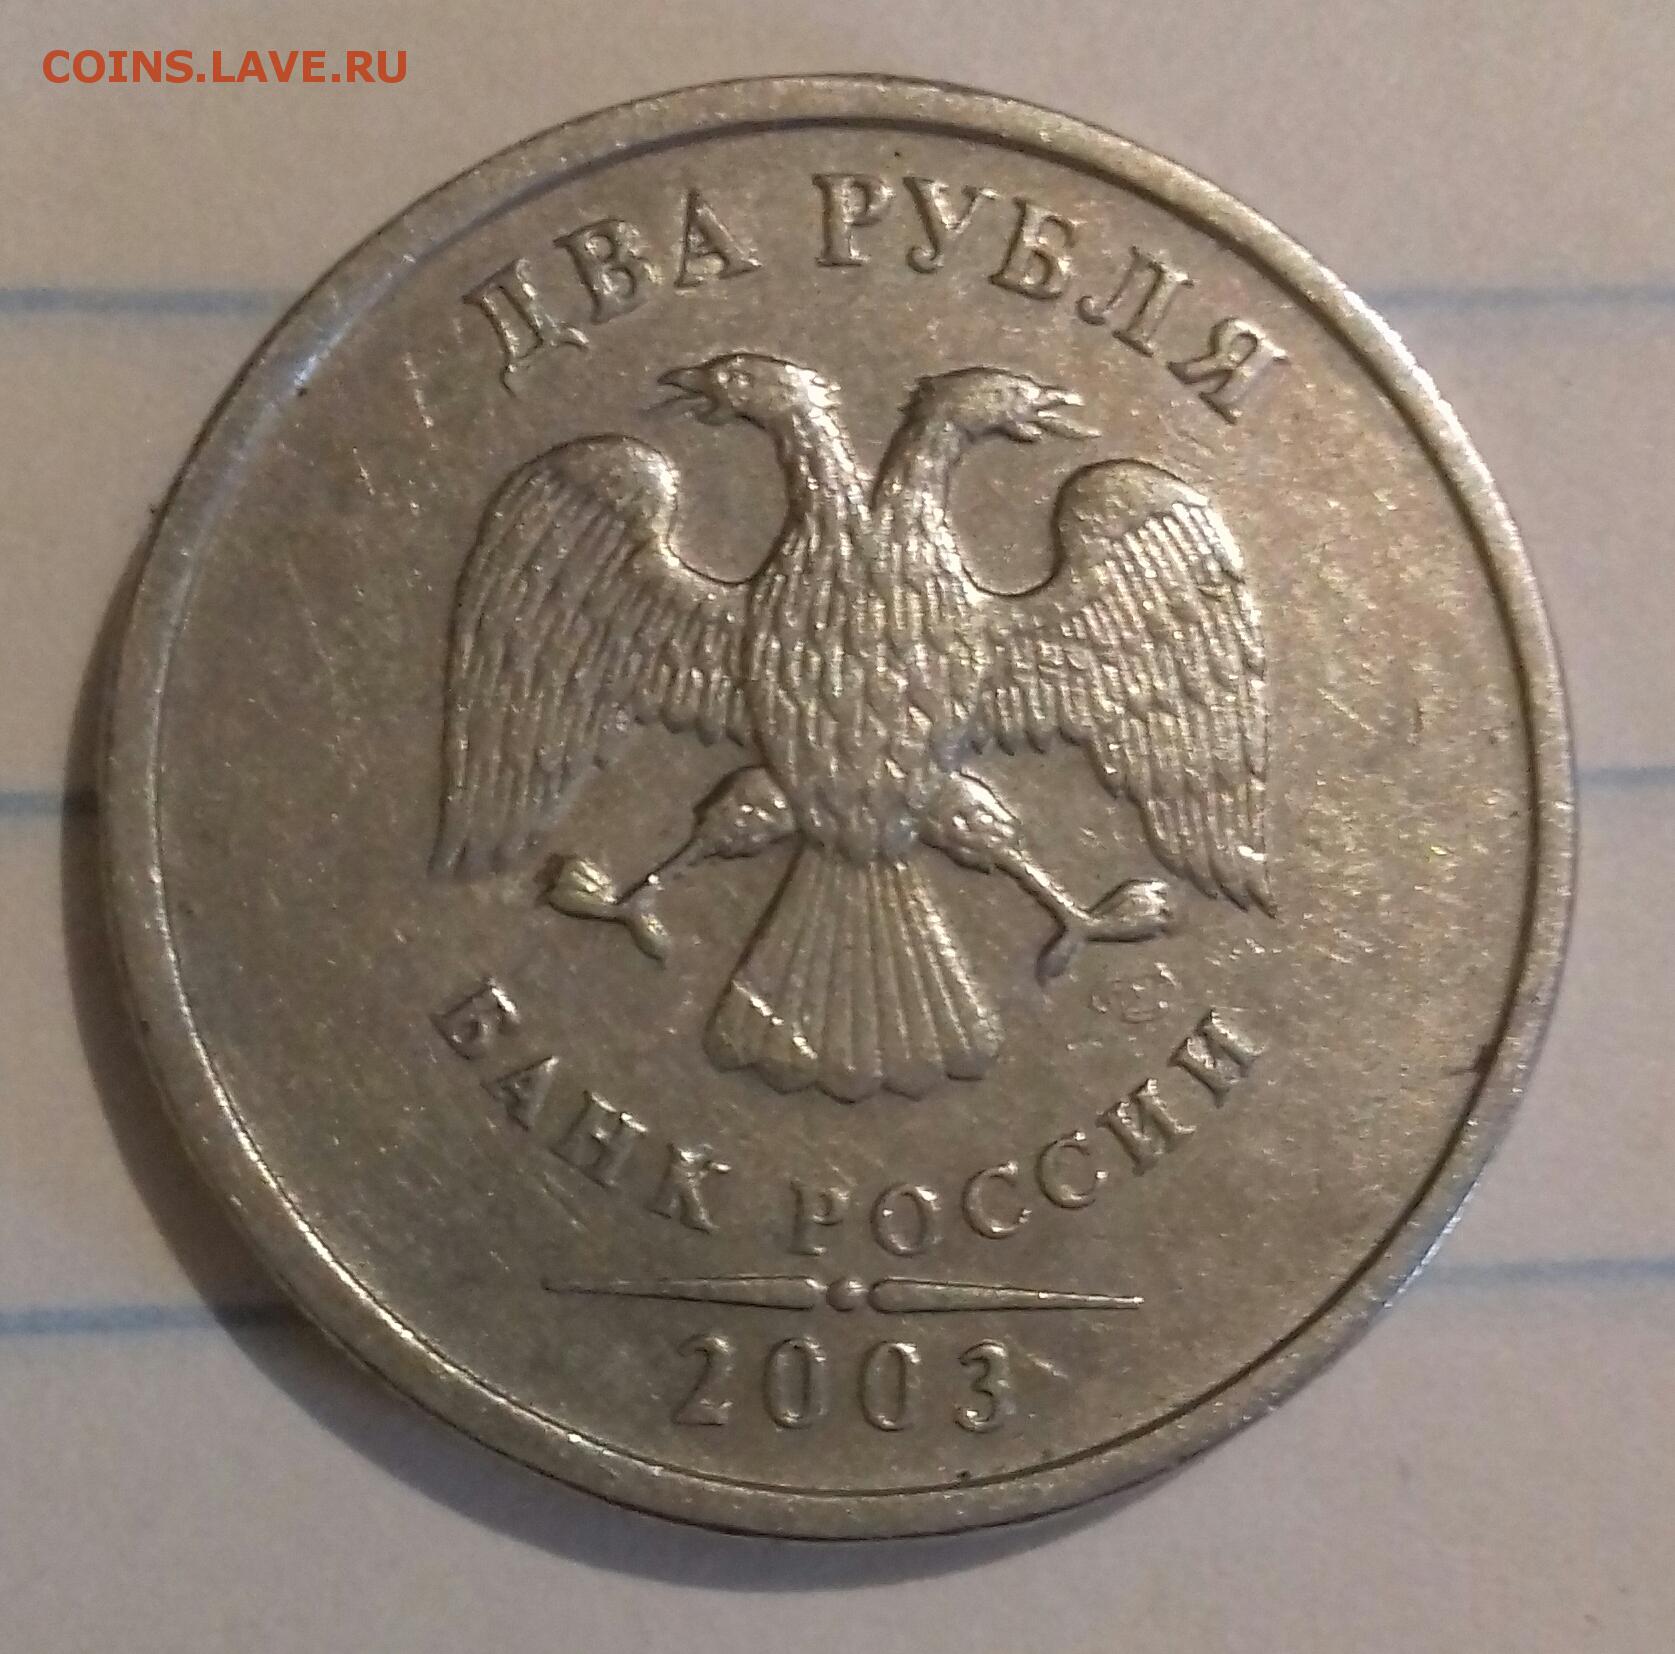 COINS.LAVE.RU
ДВА РУБЛЯ
БАНК РОССИИ
2003